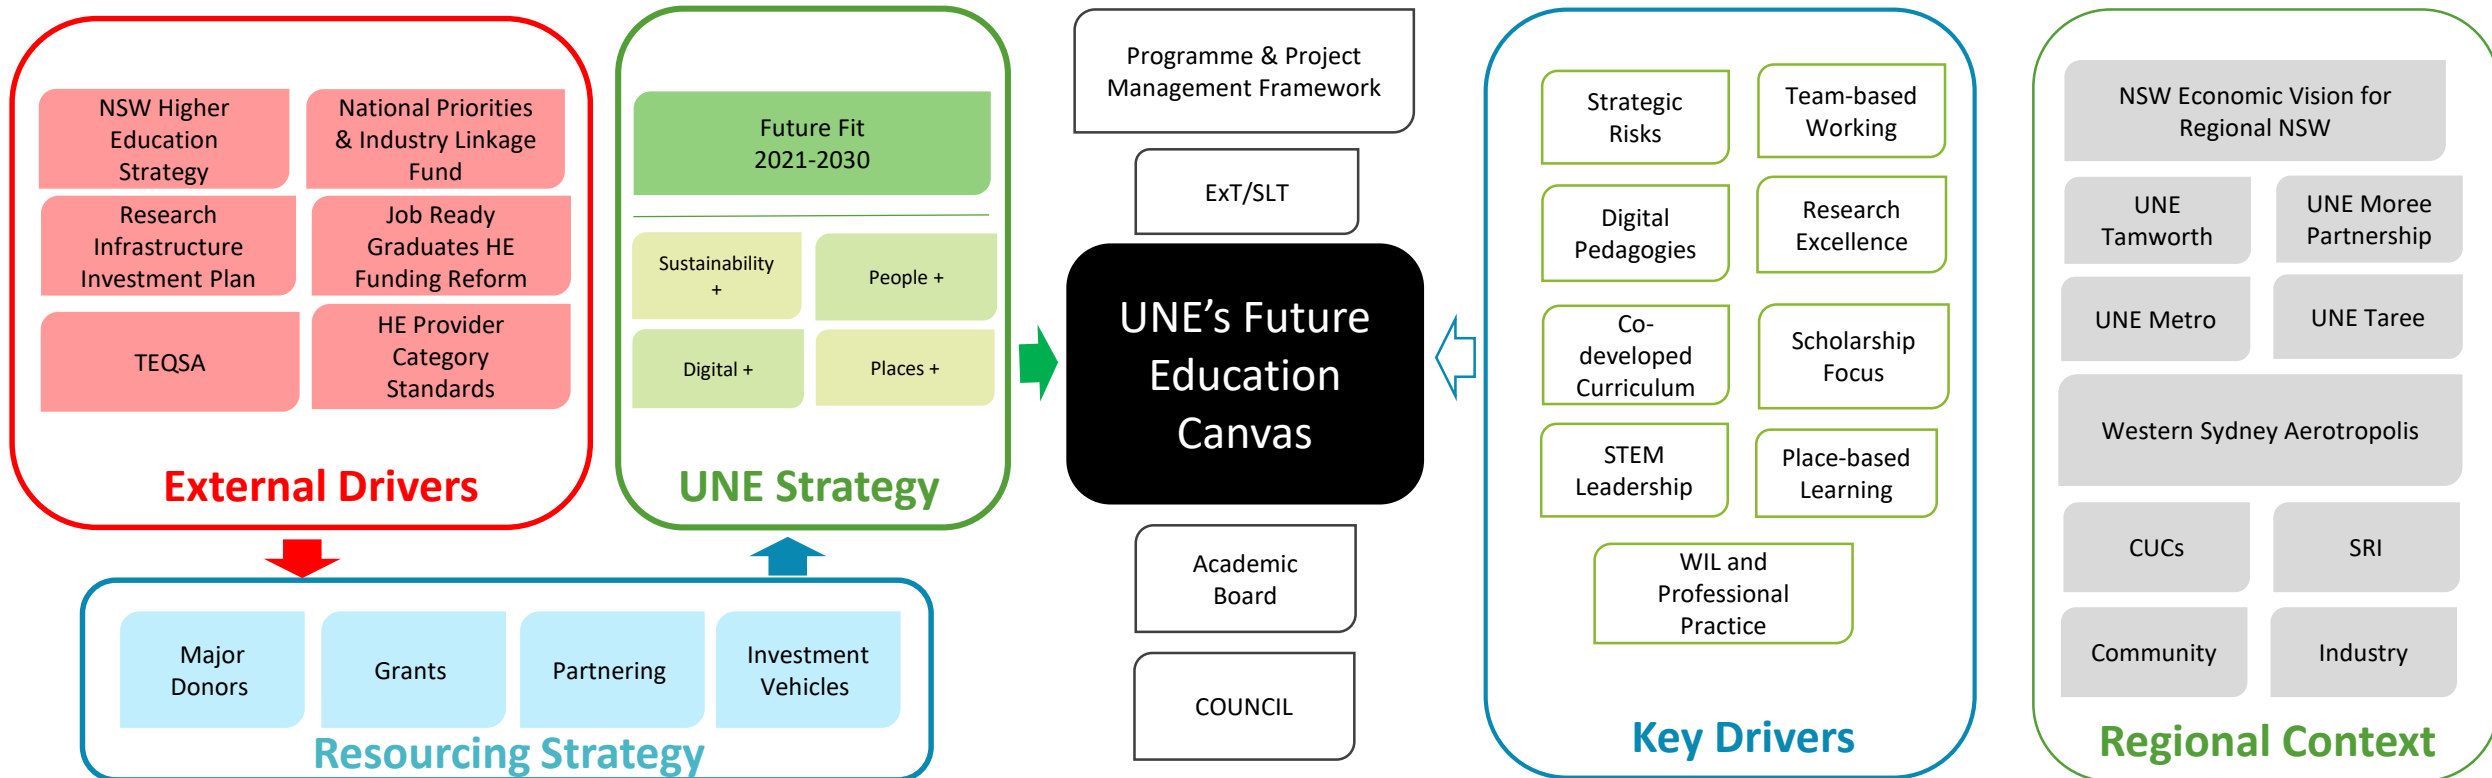 NSW Higher
Education
Strategy
National Priorities
& Industry Linkage
Fund
Research
Infrastructure
Investment Plan
Job Ready
Graduates HE
Funding Reform
TEQSA
HE Provider
Category
Standards
External Drivers
Future Fit
2021-2030
Sustainability
+
People +
Digital +
Places +
UNE Strategy
Major
Donors
Grants
Partnering
Investment
Vehicles
Resourcing Strategy
Programme & Project
Management Framework
ExT/SLT
UNE’s Future
Education
Canvas
Academic
Board
COUNCIL
Strategic
Risks
Team-based
Working
Digital
Pedagogies
Research
Excellence
Co-
developed
Curriculum
Scholarship
Focus
STEM
Leadership
Place-based
Learning
WIL and
Professional
Practice
Key Drivers
NSW Economic Vision for
Regional NSW
UNE
Tamworth
UNE Moree
Partnership
UNE Metro
UNE Taree
Western Sydney Aerotropolis
CUCs
SRI
Community
Industry
Regional Context